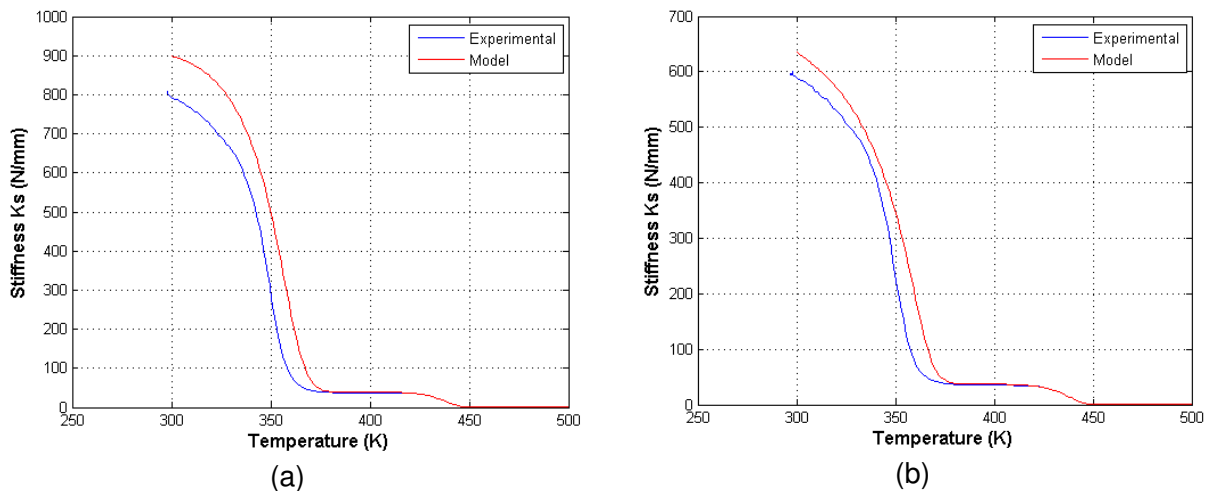 1000
900
800
700
600
500
400
300
200
100
0
250 300 350 400 450 500
Stiffness Ks (N/mm)
Temperature (K)
Experimental
Model
(a)
700
600
500
400
300
200
100
0
250 300 350 400 450 500
Stiffness Ks (N/mm)
Temperature (K)
Experimental
Model
(b)